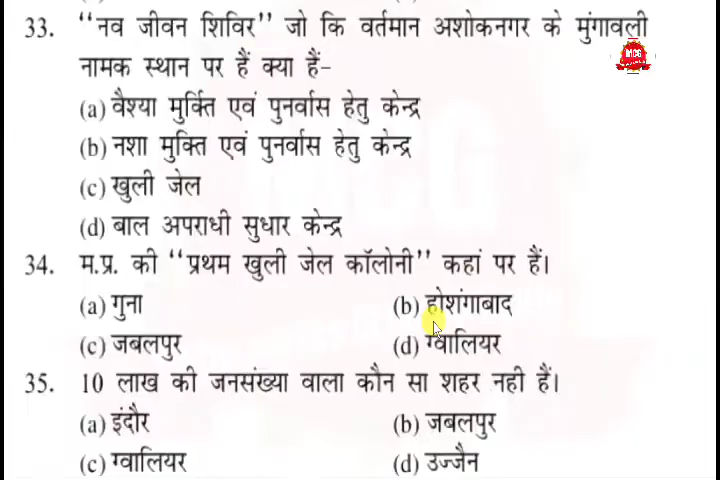 33. “नव जीवन शिविर” जो कि वर्तमान अशोकनगर के मुंगावली
नामक स्थान पर हैं क्या हैं-
(a) वैश्या मुर्क्ति एवं पुनर्वास हेतु केन्द्र
(b) नशा मुक्ति एवं पुनर्वास हेतु केन्द्र
(c) खुली जेल
(d) बाल अपराधी सुधार केन्द्र
34. म.प्र. की “प्रथम खुली जेल कॉलोनी” कहां पर हैं।
(a) गुना (b) होशंगाबाद
(c) जबलपुर (d) ग्वालियर
35. 10 लाख की जनसंख्या वाला कौन सा शहर नही हैं।
(a) इंदौर (b) जबलपुर
(c) ग्वालियर (d) उज्जैन
MCG